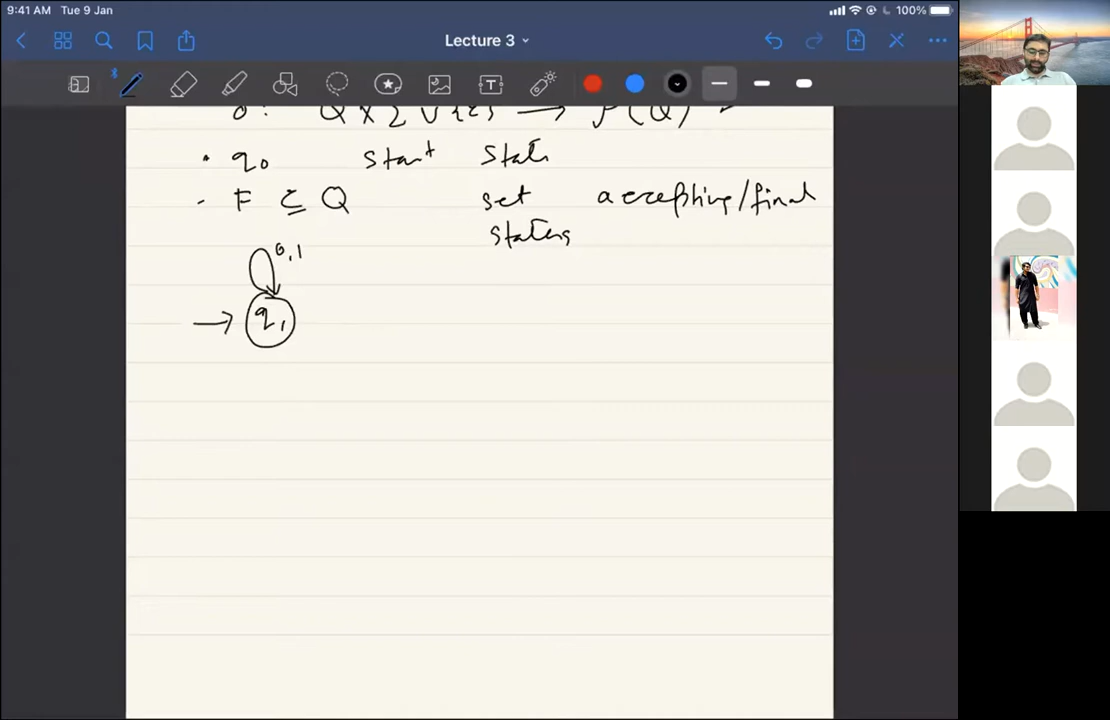 9:41 AM Tue 9 Jan
100%
Lecture 3
T
δ : Q × Σ ∪ {ε} → P(Q)
• q0 start state
- F ⊆ Q set accepting/final
states
0,1
→ q1